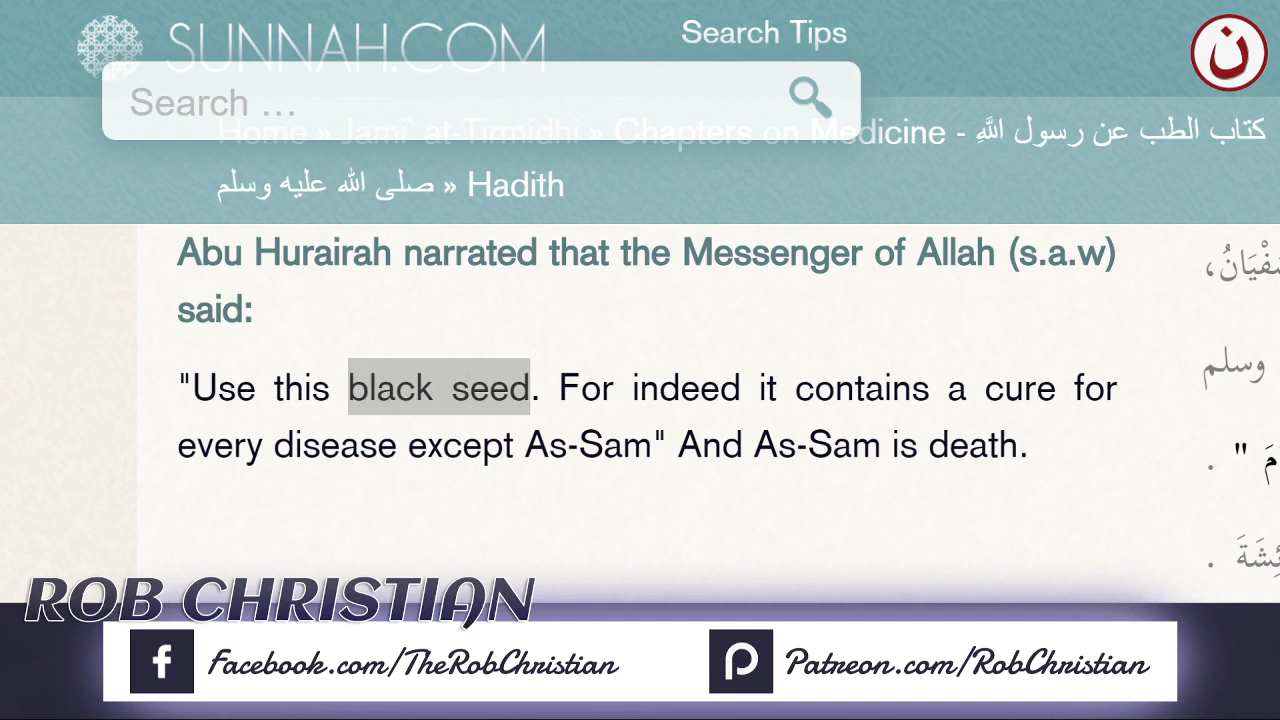 SUNNAH.COM
Search Tips
ن
Search ...
Home » Jami` at-Tirmidhi » Chapters on Medicine - كتاب الطب عن رسول اللَّهِ
صلى الله عليه وسلم » Hadith
Abu Hurairah narrated that the Messenger of Allah (s.a.w)
said:
"Use this black seed. For indeed it contains a cure for
every disease except As-Sam" And As-Sam is death.
وسلم
ROB CHRISTIAN
Facebook.com/TheRobChristian
Patreon.com/RobChristian